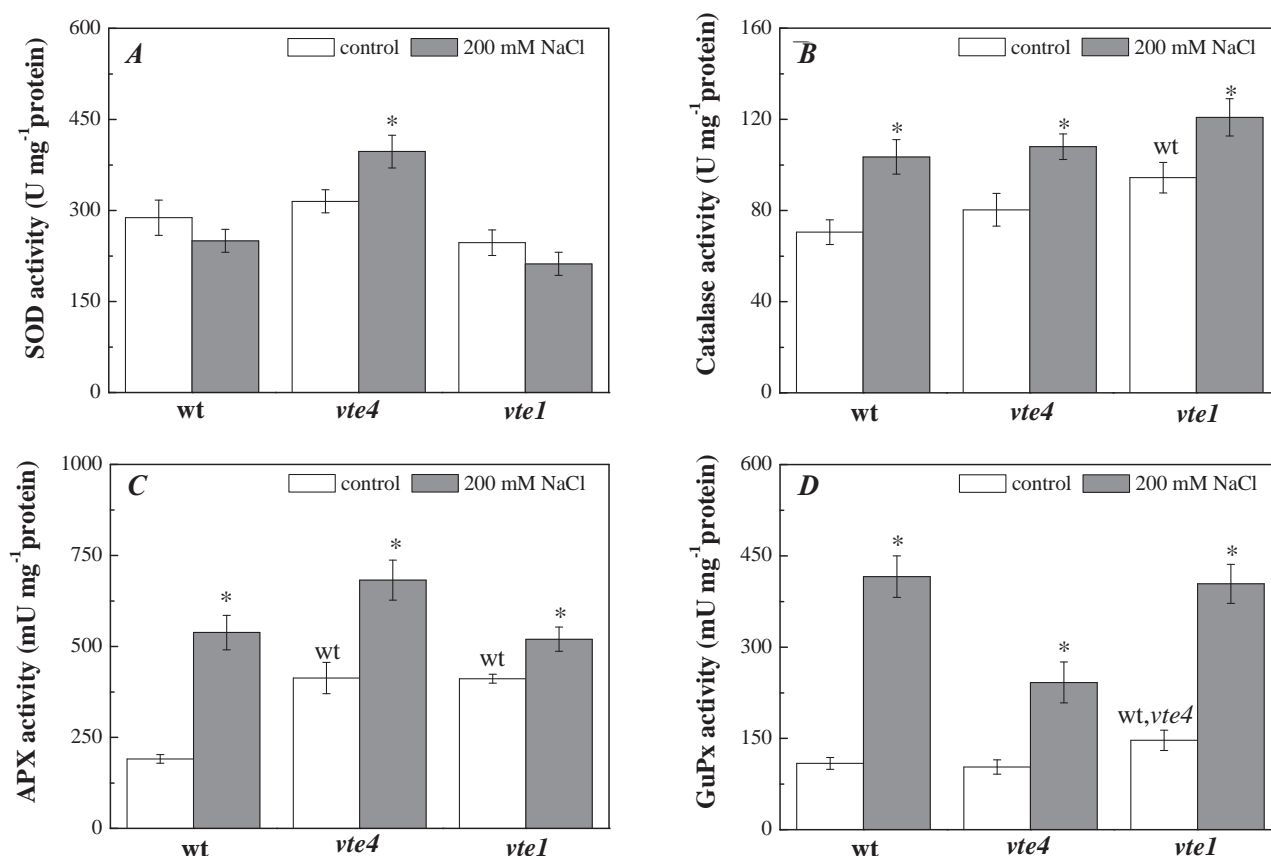 A
control
200 mM NaCl
SOD activity (U mg⁻¹protein)
600
450
300
150
0
*
wt
vte4
vte1
B
control
200 mM NaCl
Catalase activity (U mg⁻¹protein)
160
120
80
40
0
*
*
wt
*
wt
vte4
vte1
C
control
200 mM NaCl
APX activity (mU mg⁻¹protein)
1000
750
500
250
0
*
wt
*
wt
*
wt
vte4
vte1
D
control
200 mM NaCl
GuPx activity (mU mg⁻¹protein)
600
450
300
150
0
*
*
wt,vte4
*
wt
vte4
vte1